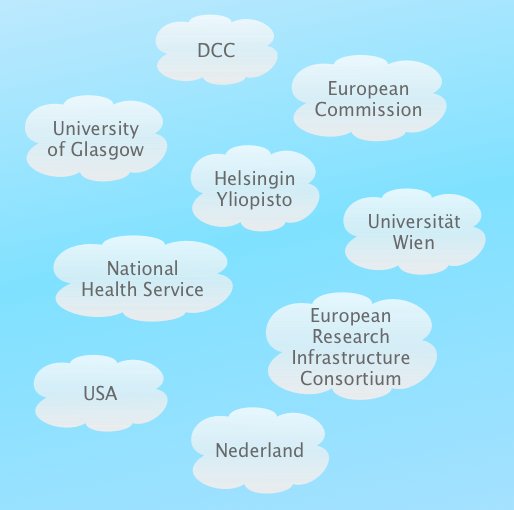 DCC
European
Commission
University
of Glasgow
Helsingin
Yliopisto
Universität
Wien
National
Health Service
European
Research
Infrastructure
Consortium
USA
Nederland